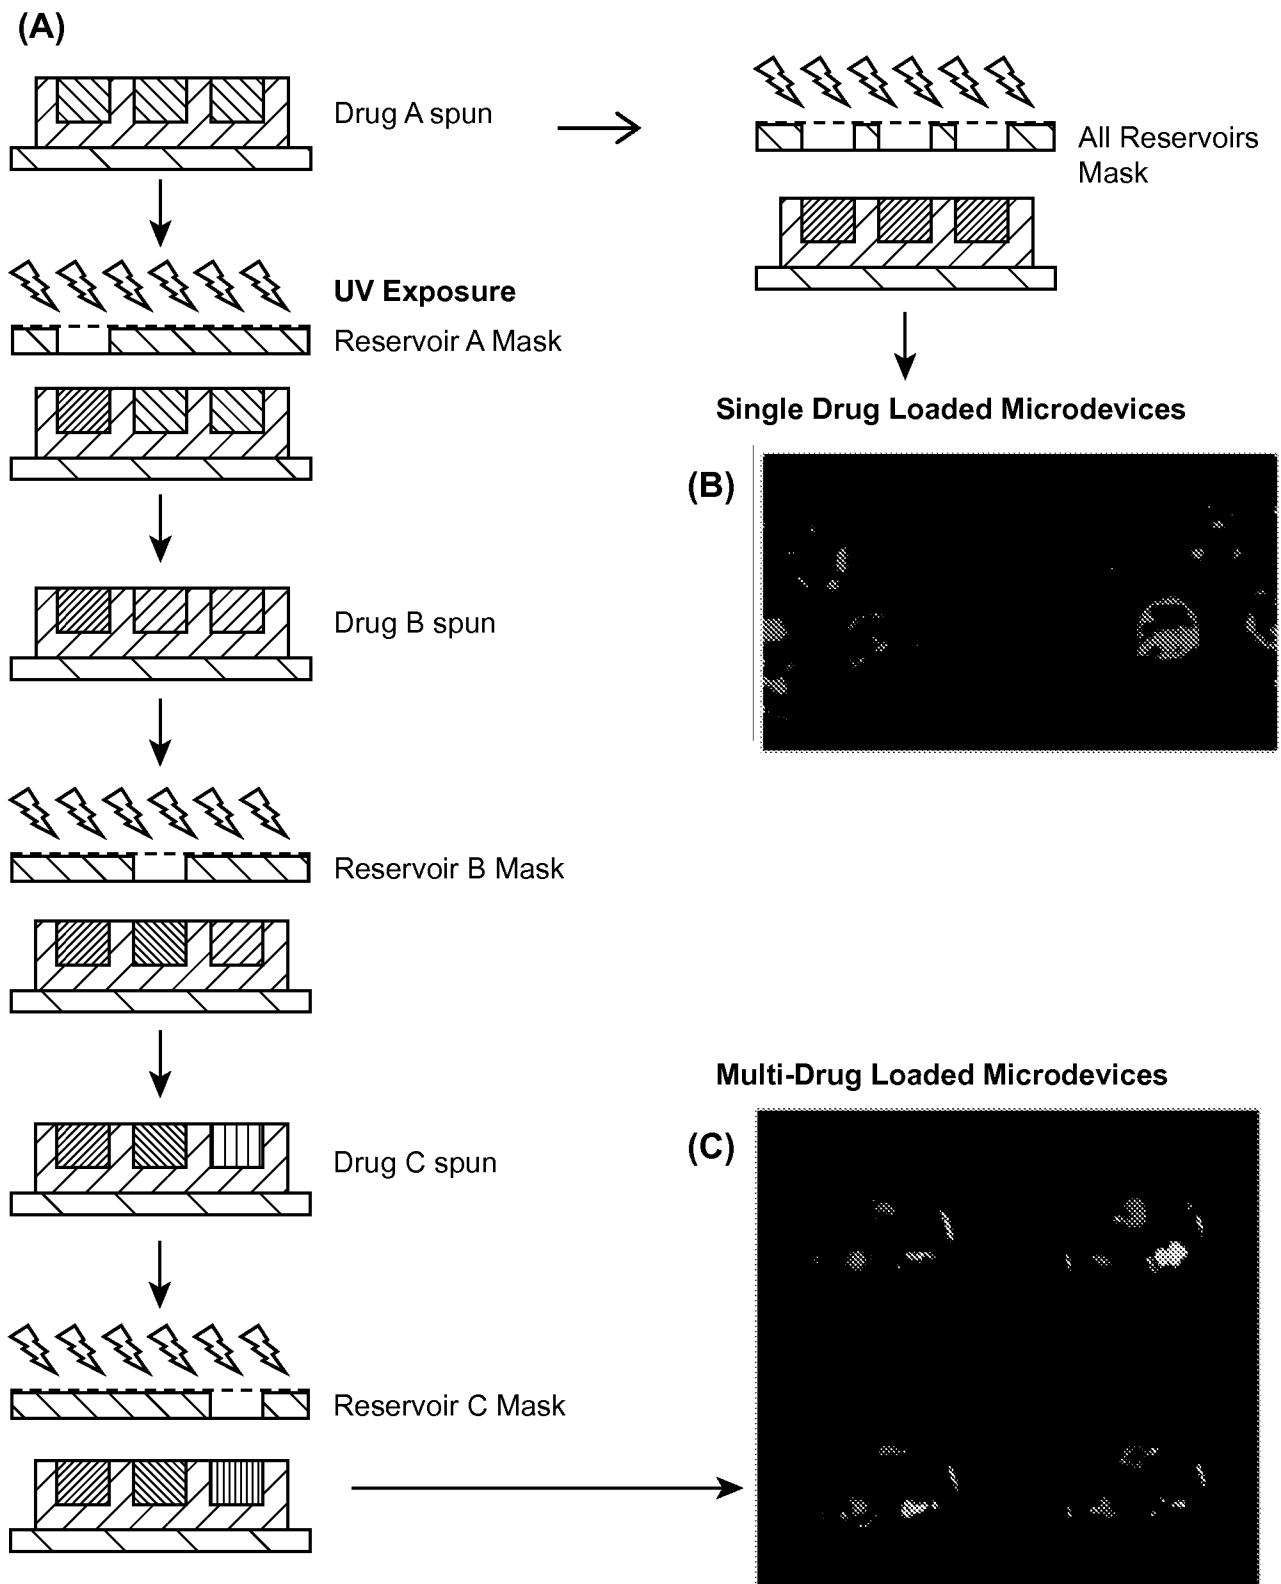 (A)
Drug A spun
All Reservoirs
Mask
UV Exposure
Reservoir A Mask
Single Drug Loaded Microdevices
(B)
Drug B spun
Reservoir B Mask
Multi-Drug Loaded Microdevices
(C)
Drug C spun
Reservoir C Mask